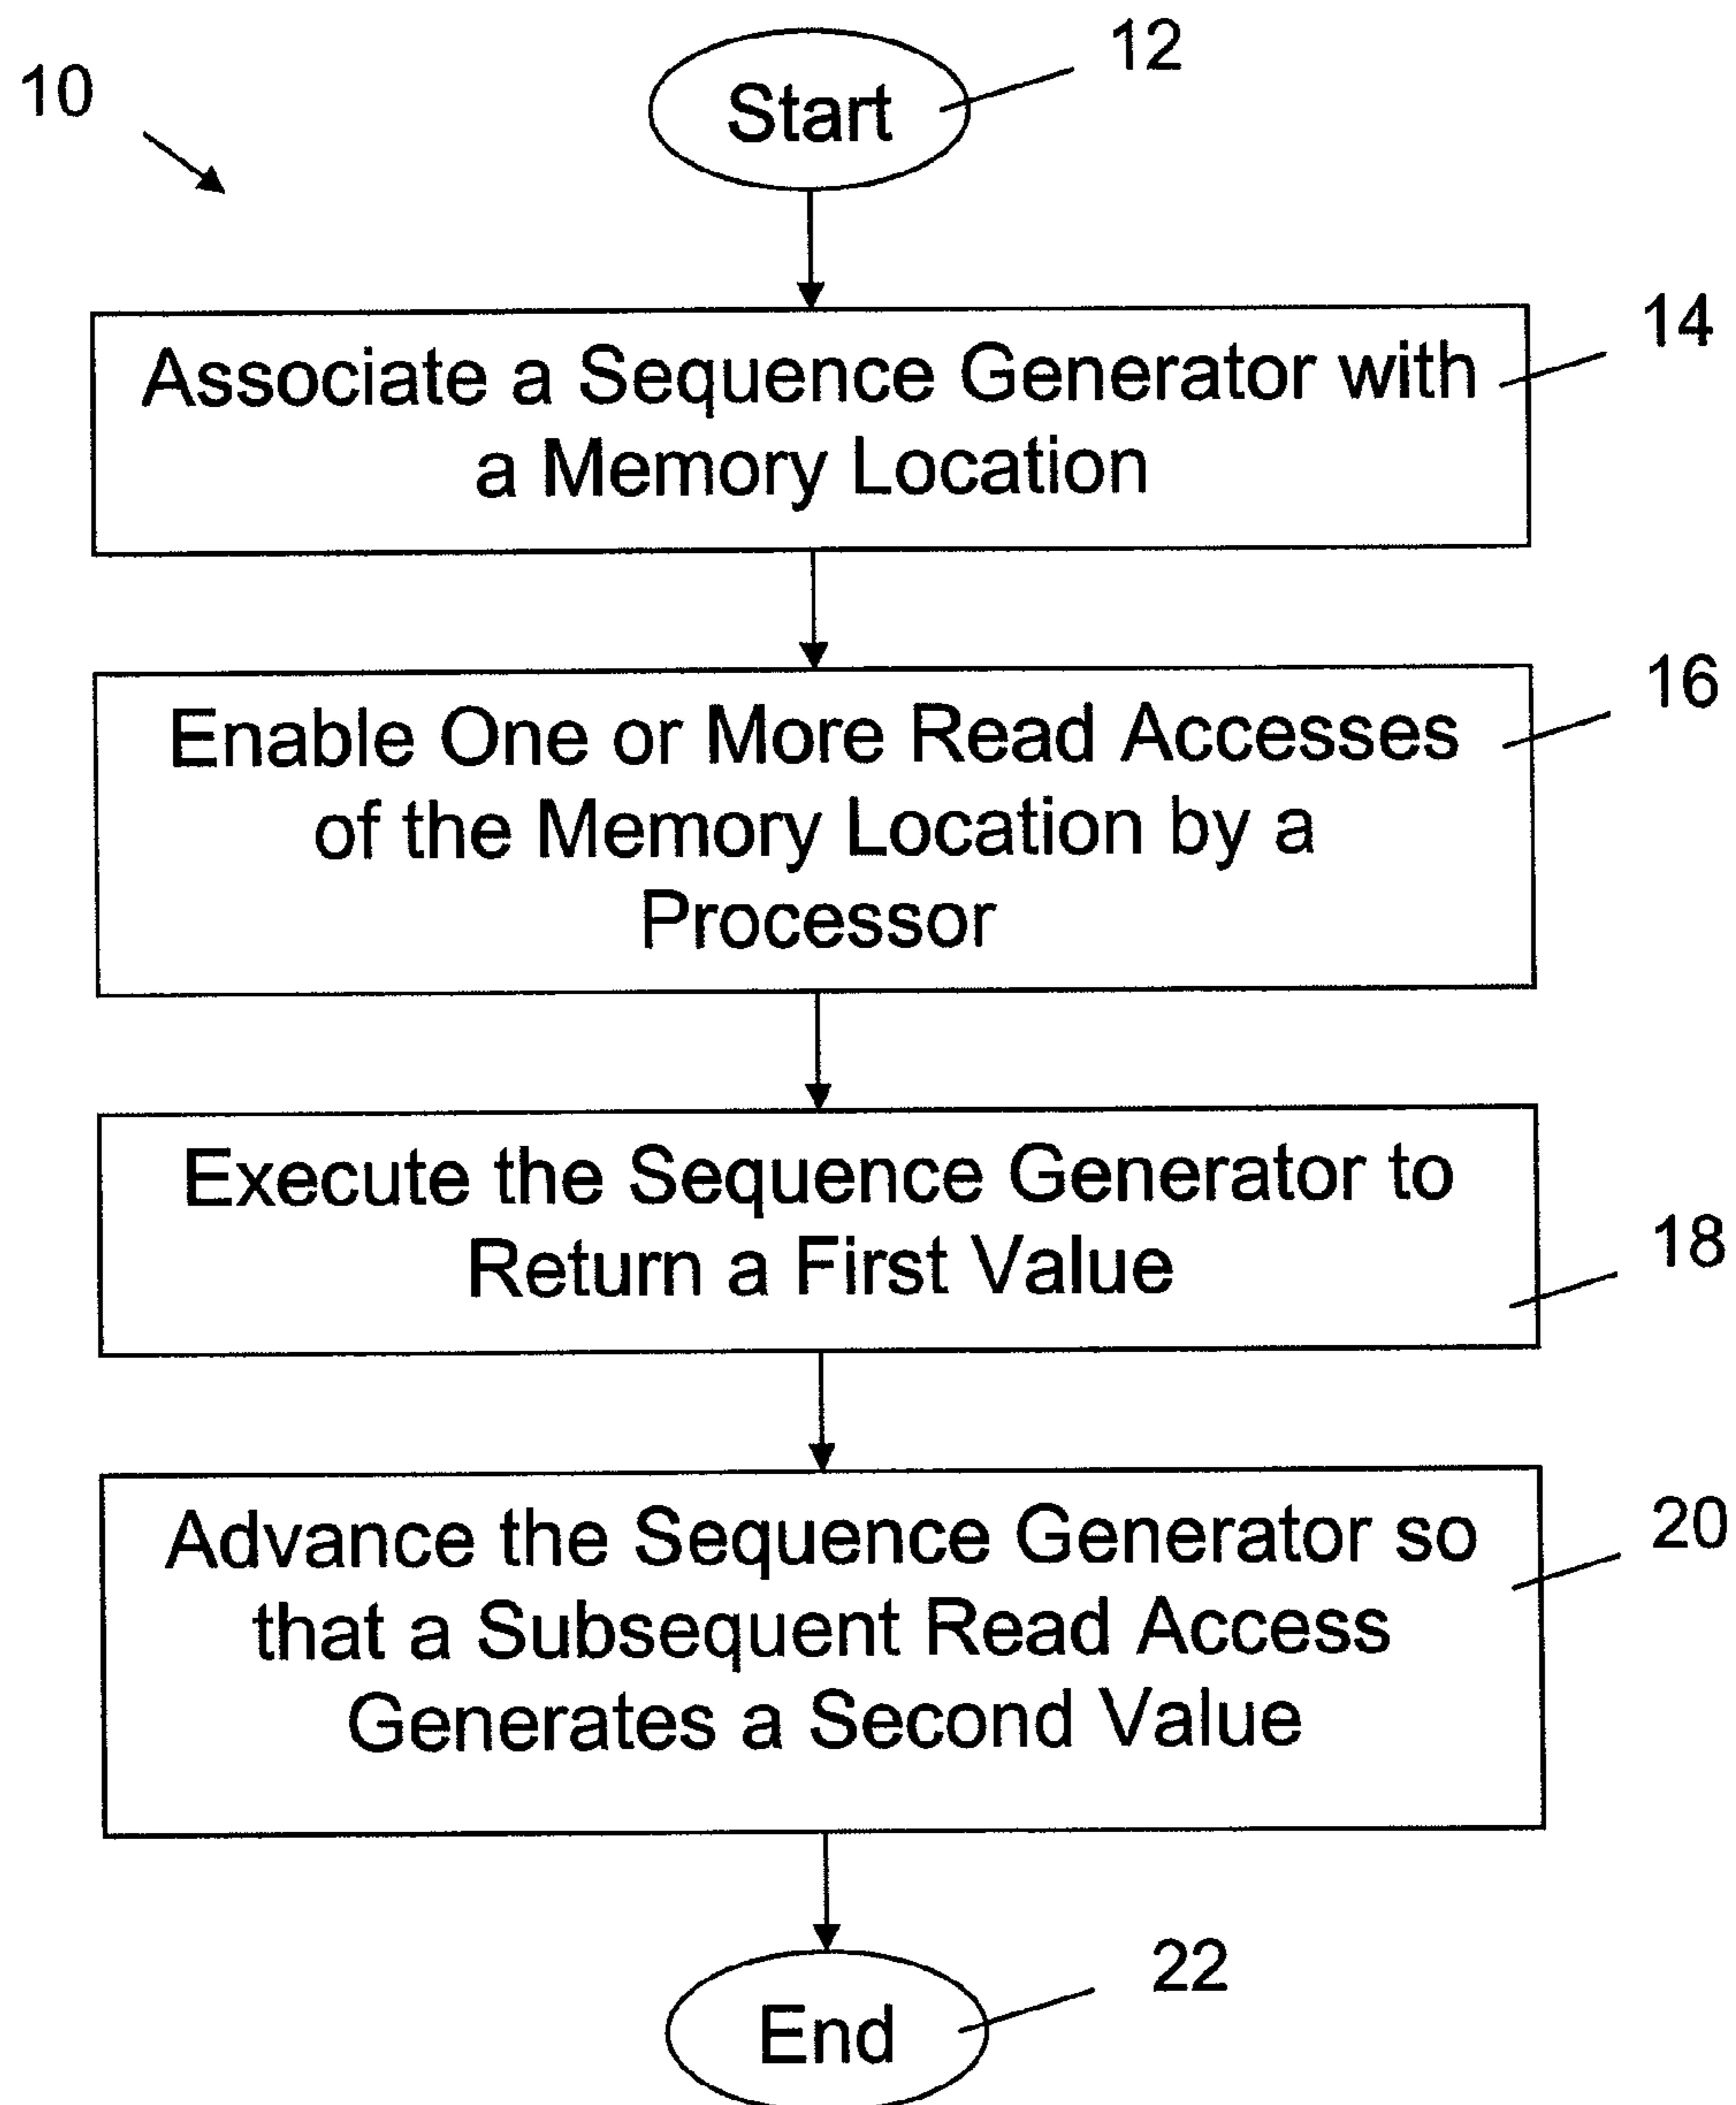 12
10
Start
14
Associate a Sequence Generator with
a Memory Location
16
Enable One or More Read Accesses
of the Memory Location by a
Processor
Execute the Sequence Generator to
Return a First Value
18
20
Advance the Sequence Generator so
that a Subsequent Read Access
Generates a Second Value
22
End